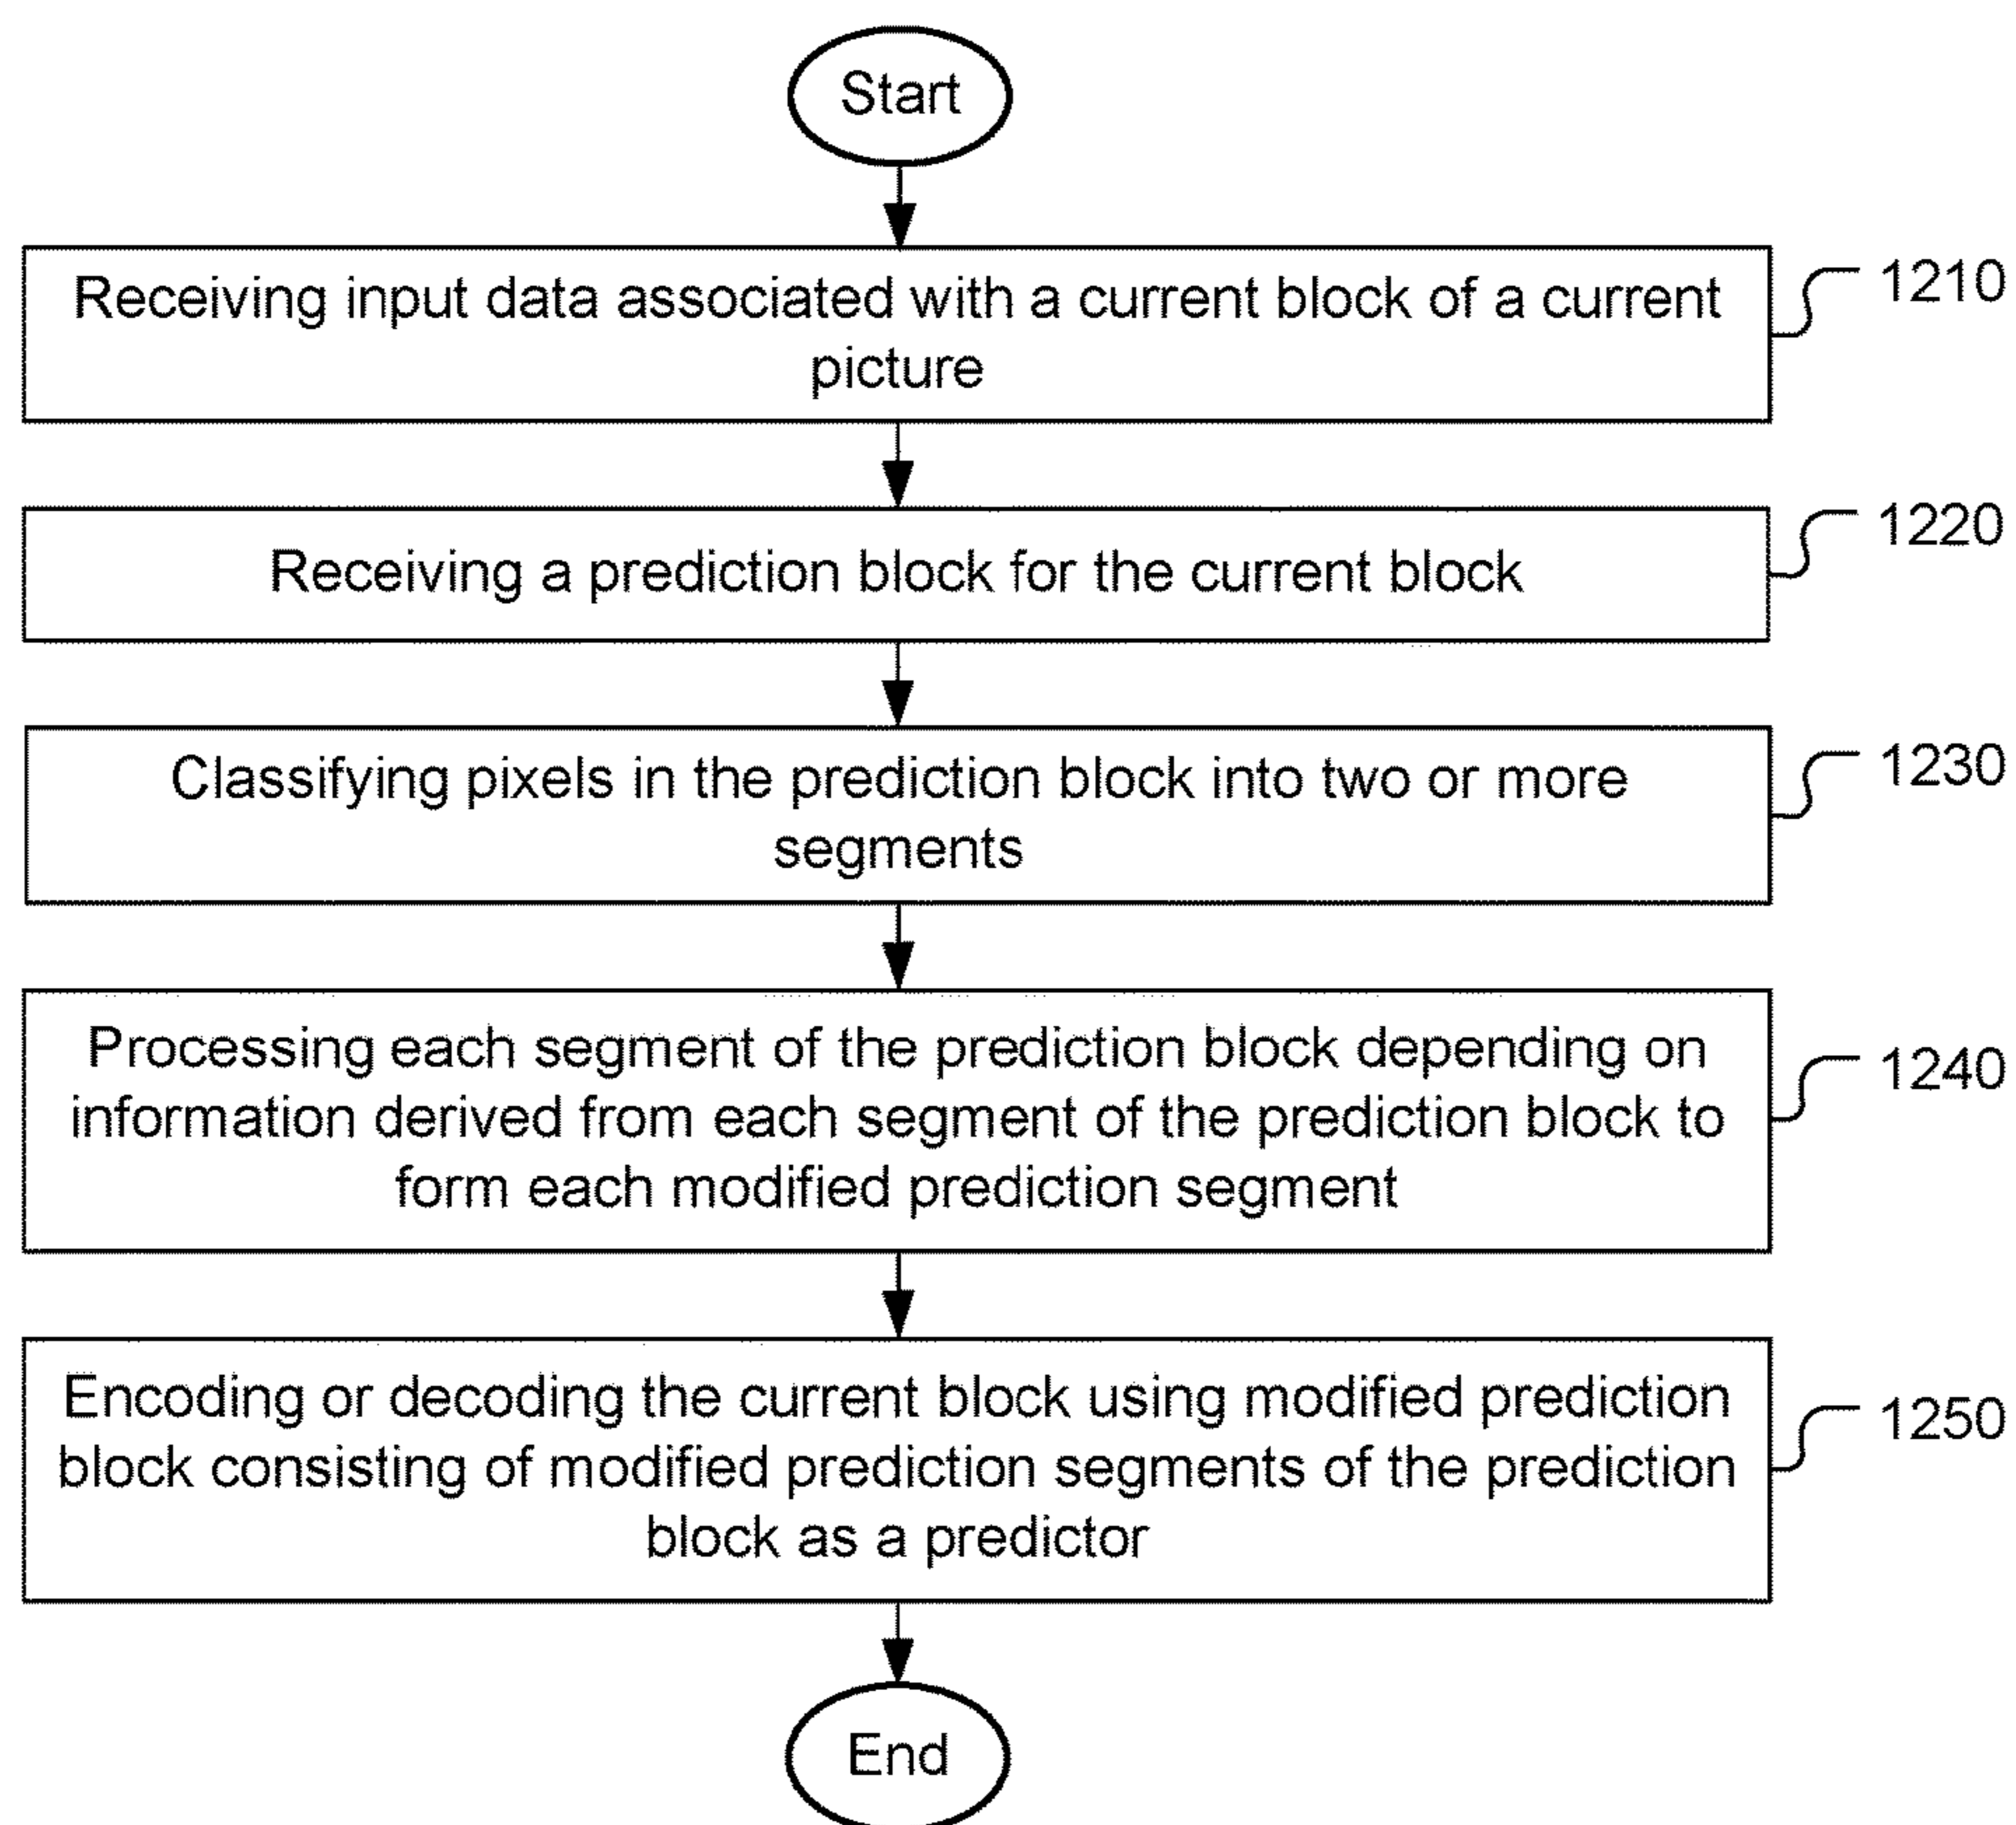 Start
Receiving input data associated with a current block of a current
picture
1210
Receiving a prediction block for the current block
1220
Classifying pixels in the prediction block into two or more
segments
1230
Processing each segment of the prediction block depending on
information derived from each segment of the prediction block to
form each modified prediction segment
1240
Encoding or decoding the current block using modified prediction
block consisting of modified prediction segments of the prediction
block as a predictor
1250
End